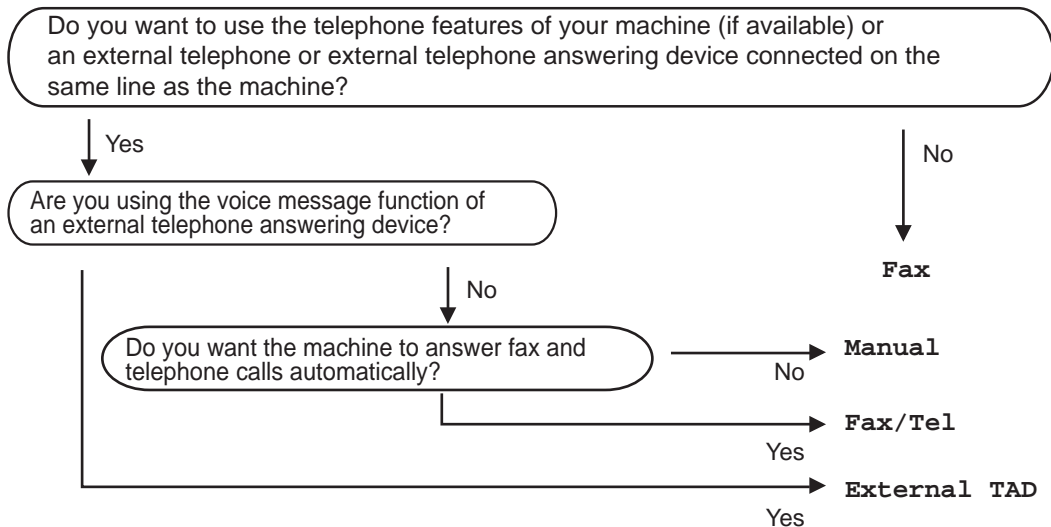 Do you want to use the telephone features of your machine (if available) or
an external telephone or external telephone answering device connected on the
same line as the machine?
Yes
No
Are you using the voice message function of
an external telephone answering device?
Fax
No
Do you want the machine to answer fax and
telephone calls automatically?
Manual
No
Fax/Tel
Yes
External TAD
Yes